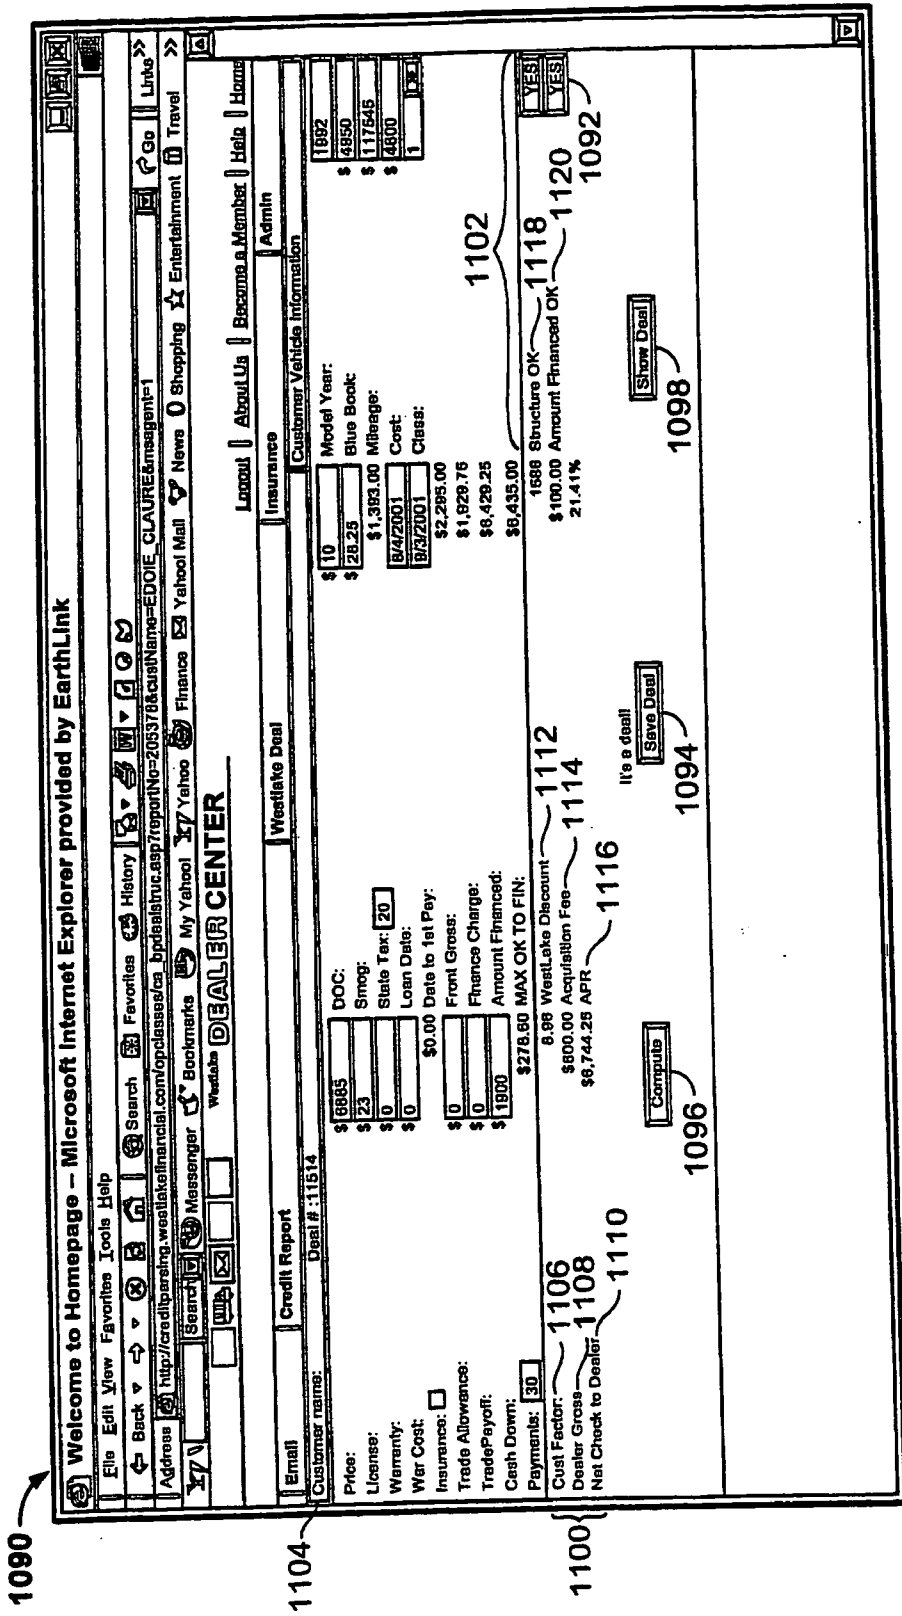 1090
Welcome to Homepage – Microsoft Internet Explorer provided by EarthLink
File Edit View Favorites Tools Help
Back Search Favorites History
Address http://creditparsing.westlakefinancial.com/opclasses/ca_bpdealstruc.asp?reportNo=205378&custName=EDOIE_CLAURE&msagent=1 Go Links
Search Messenger Bookmarks My Yahoo! Yahoo Finance Yahoo! Mail News Shopping Entertainment Travel
Westlake DEALER CENTER
Logout About Us Become a Member Help Home
Email Credit Report Westlake Deal Insurance Admin
1104
Customer name: Deal # :11514 Customer Vehicle Information
Price: $ 6685 DOC: $ 10 Model Year: 1992
License: $ 23 Smog: $ 28.25 Blue Book: $ 4950
Warranty: $ 0 State Tax: 20 $1,393.00 Mileage: $ 117545
War Cost: $ 0 Loan Date: 8/4/2001 Cost: $ 4800
Insurance: $0.00 Date to 1st Pay: 9/3/2001 Class: 1
Trade Allowance: $ 0 Front Gross: $2,295.00
TradePayoff: $ 0 Finance Charge: $1,929.75
Cash Down: $ 1900 Amount Financed: $6,429.25
Payments: 30 $278.60 MAX OK TO FIN: $6,435.00
1102
1100
Cust Factor: 1106 8.98 WestLake Discount 1112 1586 Structure OK 1118 YES
Dealer Gross 1108 $600.00 Acquisition Fee 1114 $100.00 Amount Financed OK 1120 YES
Net Check to Dealer 1110 $6,744.25 APR 1116 21.41%
1092
It's a deal!
Compute Save Deal Show Deal
1096 1094 1098